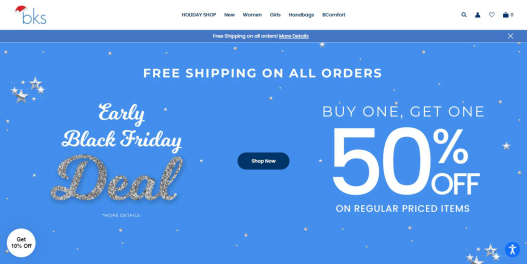 bks
HOLIDAY SHOP New Women Girls Handbags BComfort
0
Free Shipping on all orders! More Details
FREE SHIPPING ON ALL ORDERS
Early
Black Friday
Deal
*MORE DETAILS
Shop Now
BUY ONE, GET ONE
50% OFF
ON REGULAR PRICED ITEMS
Get
10% Off